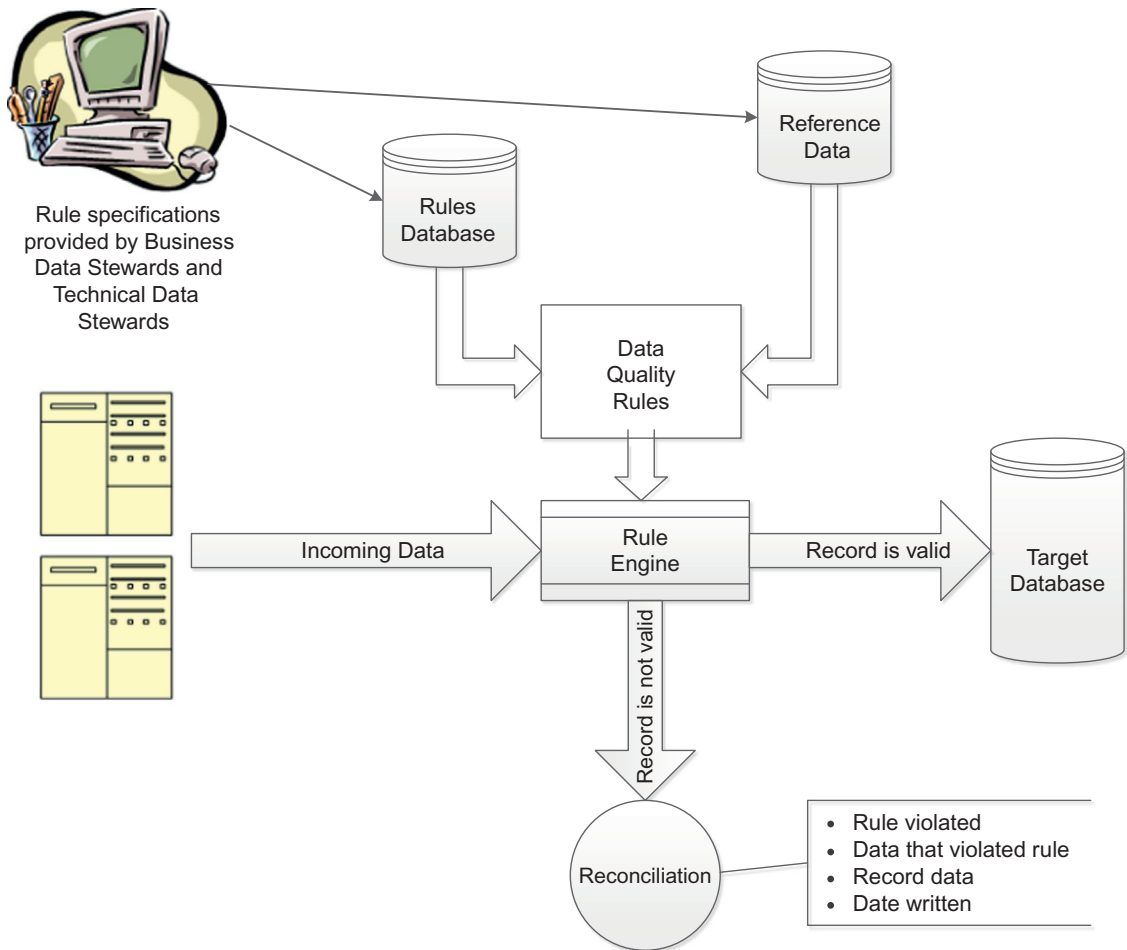 Reference
Data
Rules
Database
Rule specifications
provided by Business
Data Stewards and
Technical Data
Stewards
Data
Quality
Rules
Incoming Data
Rule
Engine
Record is valid
Target
Database
Record is not valid
Reconciliation
• Rule violated
• Data that violated rule
• Record data
• Date written